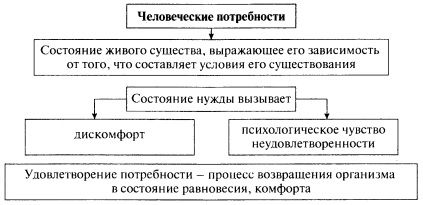 Человеческие потребности
Состояние живого существа, выражающее его зависимость
от того, что составляет условия его существования
Состояние нужды вызывает
дискомфорт
психологическое чувство
неудовлетворенности
Удовлетворение потребности – процесс возвращения организма
в состояние равновесия, комфорта